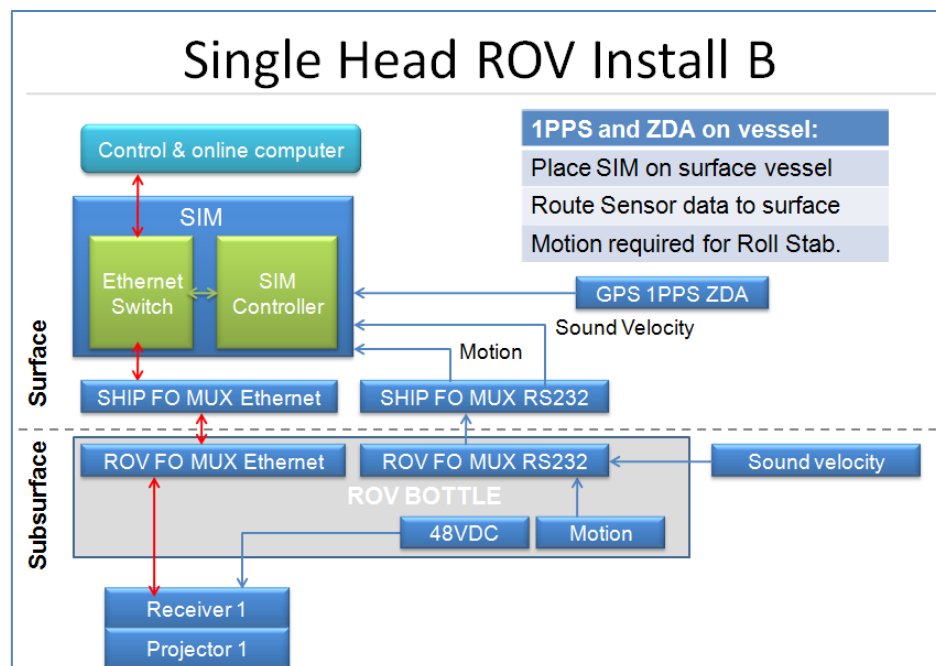 Single Head ROV Install B
Control & online computer
1PPS and ZDA on vessel:
Place SIM on surface vessel
Route Sensor data to surface
Motion required for Roll Stab.
SIM
Ethernet
Switch
SIM
Controller
GPS 1PPS ZDA
Sound Velocity
Motion
Surface
SHIP FO MUX Ethernet
SHIP FO MUX RS232
Subsurface
ROV FO MUX Ethernet
ROV FO MUX RS232
Sound velocity
ROV BOTTLE
48VDC
Motion
Receiver 1
Projector 1